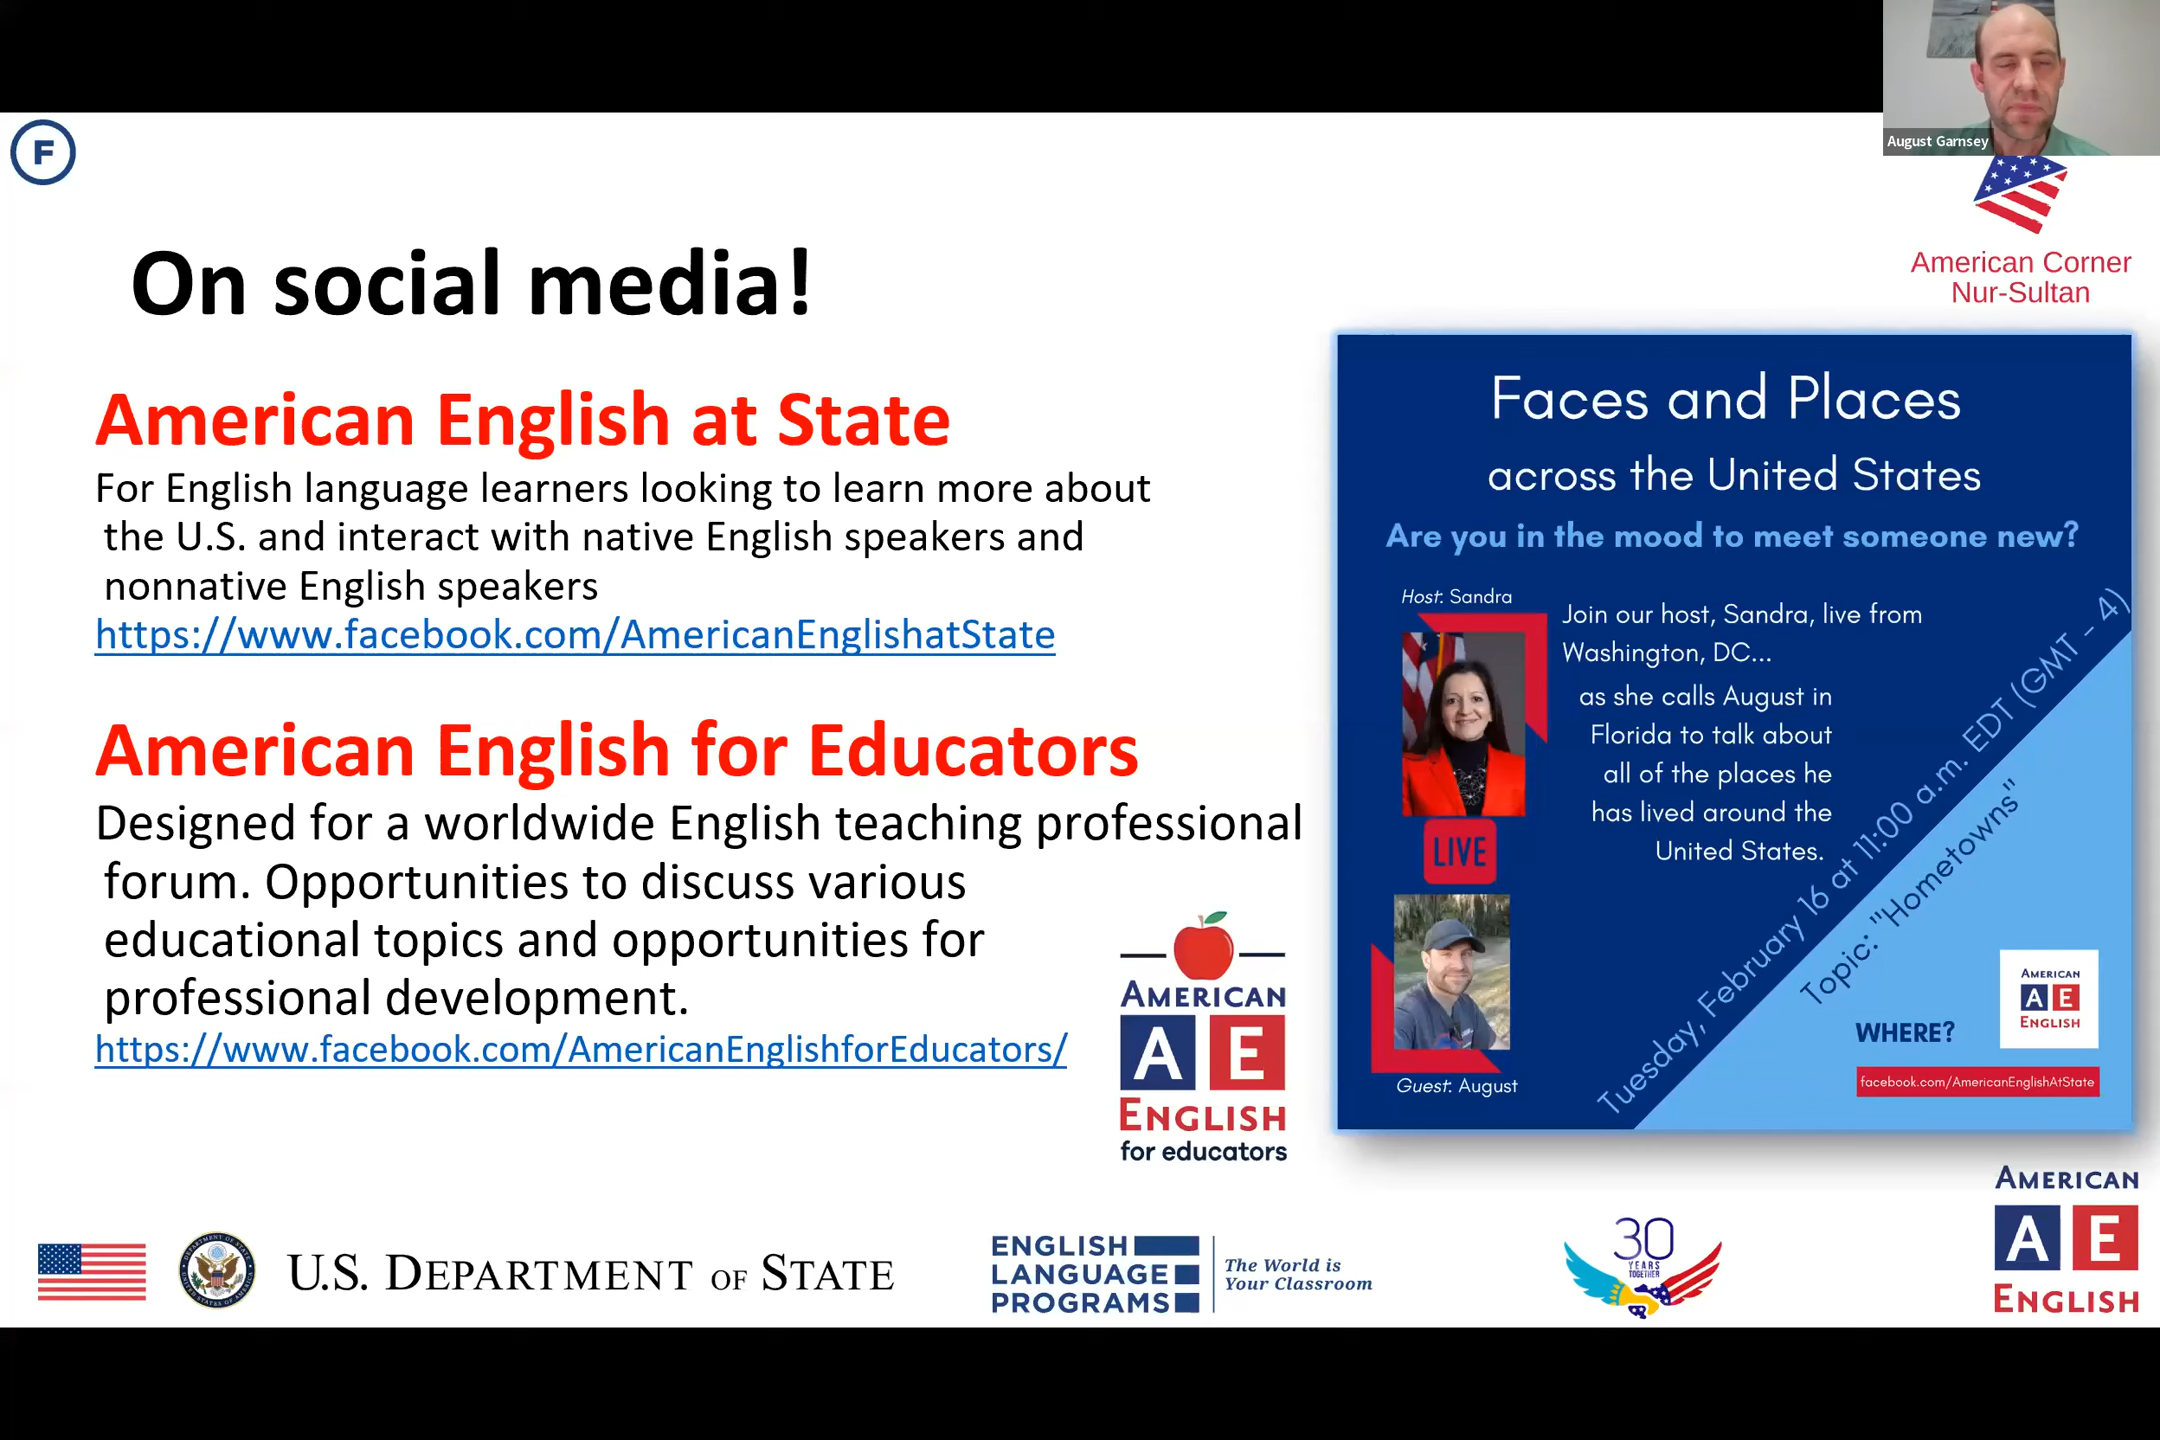 August Garnsey
F
American Corner
Nur-Sultan
On social media!
American English at State
For English language learners looking to learn more about
the U.S. and interact with native English speakers and
nonnative English speakers
https://www.facebook.com/AmericanEnglishatState
American English for Educators
Designed for a worldwide English teaching professional
forum. Opportunities to discuss various
educational topics and opportunities for
professional development.
https://www.facebook.com/AmericanEnglishforEducators/
AMERICAN
A E
ENGLISH
for educators
Faces and Places
across the United States
Are you in the mood to meet someone new?
Host: Sandra
Join our host, Sandra, live from
Washington, DC...
as she calls August in
Florida to talk about
all of the places he
has lived around the
United States.
LIVE
Guest: August
Tuesday, February 16 at 11:00 a.m. EDT (GMT - 4)
Topic: "Hometowns"
WHERE?
AMERICAN
A E
ENGLISH
facebook.com/AmericanEnglishAtState
U.S. DEPARTMENT OF STATE
ENGLISH
LANGUAGE
PROGRAMS
The World is
Your Classroom
30
YEARS
TOGETHER
AMERICAN
A E
ENGLISH